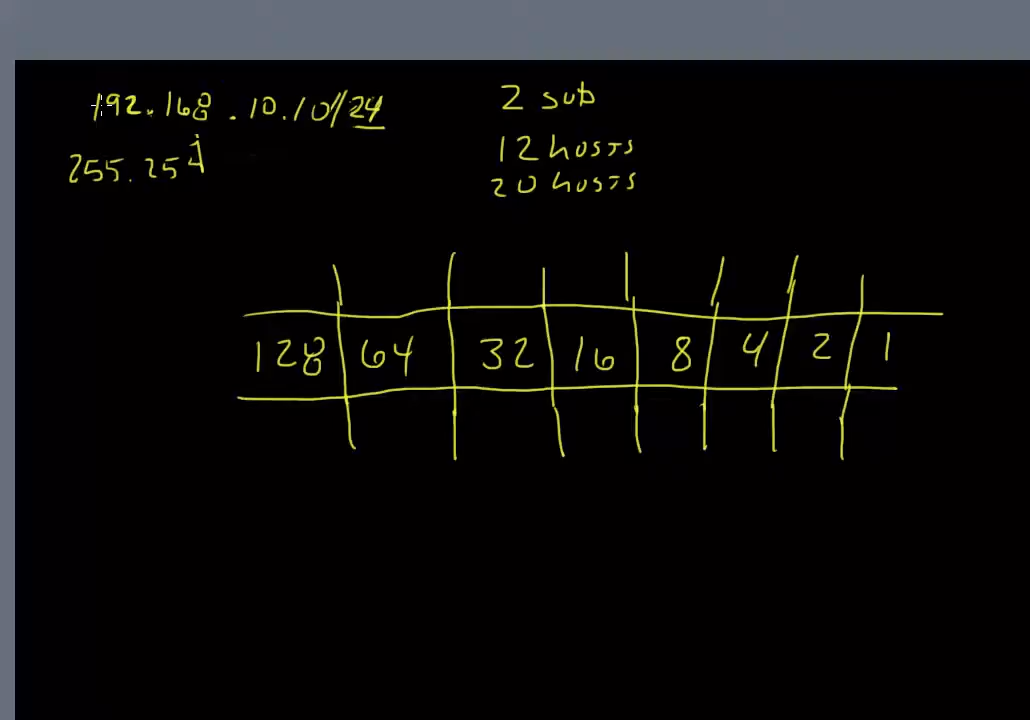 192.168.10.10//24
255.25
2 sub
12 hosts
20 hosts
128 64 32 16 8 4 2 1